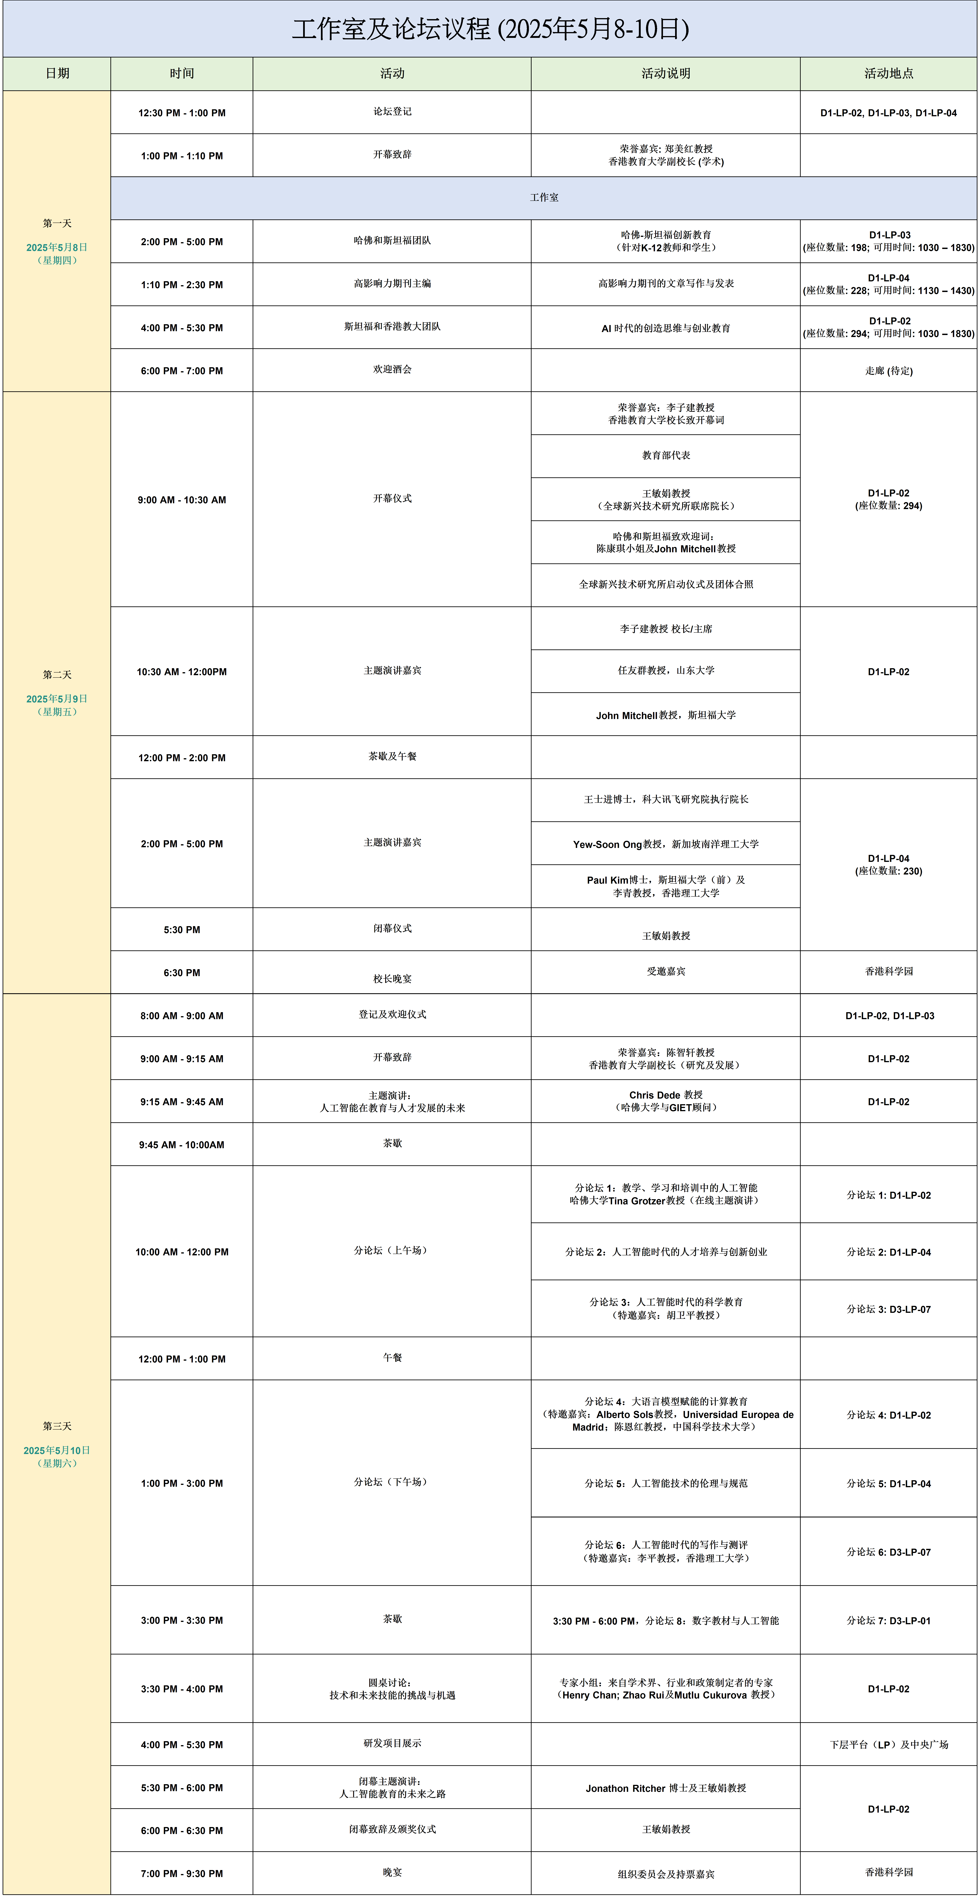 工作室及论坛议程 (2025年5月8-10日)
日期
时间
活动
活动说明
活动地点
第一天
2025年5月8日
（星期四）
12:30 PM - 1:00 PM
论坛登记
D1-LP-02, D1-LP-03, D1-LP-04
1:00 PM - 1:10 PM
开幕致辞
荣誉嘉宾: 郑美红教授
香港教育大学副校长 (学术)
工作室
2:00 PM - 5:00 PM
哈佛和斯坦福团队
哈佛-斯坦福创新教育
（针对K-12教师和学生）
D1-LP-03
(座位数量: 198; 可用时间: 1030 – 1830)
1:10 PM - 2:30 PM
高影响力期刊主编
高影响力期刊的文章写作与发表
D1-LP-04
(座位数量: 228; 可用时间: 1130 – 1430)
4:00 PM - 5:30 PM
斯坦福和香港教大团队
AI 时代的创造思维与创业教育
D1-LP-02
(座位数量: 294; 可用时间: 1030 – 1830)
6:00 PM - 7:00 PM
欢迎酒会
走廊 (待定)
第二天
2025年5月9日
（星期五）
9:00 AM - 10:30 AM
开幕仪式
荣誉嘉宾：李子建教授
香港教育大学校长致开幕词
教育部代表
王敏娟教授
（全球新兴技术研究所联席院长）
哈佛和斯坦福致欢迎词：
陈康琪小姐及John Mitchell教授
全球新兴技术研究所启动仪式及团体合照
D1-LP-02
(座位数量: 294)
10:30 AM - 12:00PM
主题演讲嘉宾
李子建教授 校长/主席
任友群教授，山东大学
John Mitchell教授，斯坦福大学
D1-LP-02
12:00 PM - 2:00 PM
茶歇及午餐
2:00 PM - 5:00 PM
主题演讲嘉宾
王士进博士，科大讯飞研究院执行院长
Yew-Soon Ong教授，新加坡南洋理工大学
Paul Kim博士，斯坦福大学（前）及
李青教授，香港理工大学
D1-LP-04
(座位数量: 230)
5:30 PM
闭幕仪式
王敏娟教授
6:30 PM
校长晚宴
受邀嘉宾
香港科学园
第三天
2025年5月10日
（星期六）
8:00 AM - 9:00 AM
登记及欢迎仪式
D1-LP-02, D1-LP-03
9:00 AM - 9:15 AM
开幕致辞
荣誉嘉宾：陈智轩教授
香港教育大学副校长（研究及发展）
D1-LP-02
9:15 AM - 9:45 AM
主题演讲：
人工智能在教育与人才发展的未来
Chris Dede 教授
（哈佛大学与GIET顾问）
D1-LP-02
9:45 AM - 10:00AM
茶歇
10:00 AM - 12:00 PM
分论坛（上午场）
分论坛 1：教学、学习和培训中的人工智能
哈佛大学Tina Grotzer教授（在线主题演讲）
分论坛 1: D1-LP-02
分论坛 2：人工智能时代的人才培养与创新创业
分论坛 2: D1-LP-04
分论坛 3：人工智能时代的科学教育
（特邀嘉宾：胡卫平教授）
分论坛 3: D3-LP-07
12:00 PM - 1:00 PM
午餐
1:00 PM - 3:00 PM
分论坛（下午场）
分论坛 4：大语言模型赋能的计算教育
（特邀嘉宾：Alberto Sols教授，Universidad Europea de
Madrid；陈恩红教授，中国科学技术大学）
分论坛 4: D1-LP-02
分论坛 5：人工智能技术的伦理与规范
分论坛 5: D1-LP-04
分论坛 6：人工智能时代的写作与测评
（特邀嘉宾：李平教授，香港理工大学）
分论坛 6: D3-LP-07
3:00 PM - 3:30 PM
茶歇
3:30 PM - 6:00 PM，分论坛 8：数字教材与人工智能
分论坛 7: D3-LP-01
3:30 PM - 4:00 PM
圆桌讨论：
技术和未来技能的挑战与机遇
专家小组：来自学术界、行业和政策制定者的专家
（Henry Chan; Zhao Rui及Mutlu Cukurova 教授）
D1-LP-02
4:00 PM - 5:30 PM
研发项目展示
下层平台（LP）及中央广场
5:30 PM - 6:00 PM
闭幕主题演讲：
人工智能教育的未来之路
Jonathon Ritcher 博士及王敏娟教授
D1-LP-02
6:00 PM - 6:30 PM
闭幕致辞及颁奖仪式
王敏娟教授
7:00 PM - 9:30 PM
晚宴
组织委员会及持票嘉宾
香港科学园